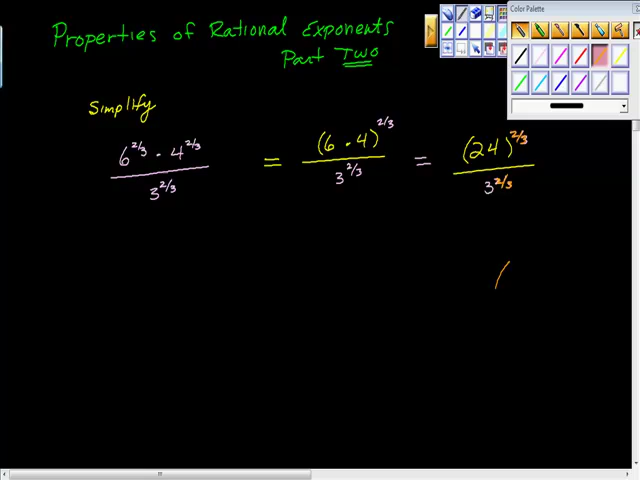 Color Palette
Properties of Rational Exponents
Part Two
Simplify
6^{2/3} · 4^{2/3} / 3^{2/3} = (6 · 4)^{2/3} / 3^{2/3} = (24)^{2/3} / 3^{2/3}
(